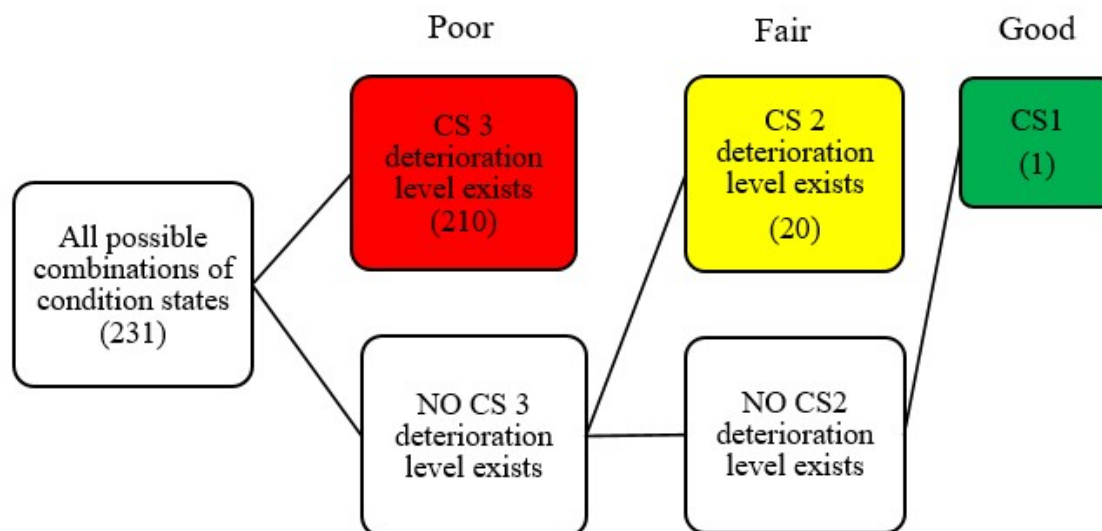 Poor
Fair
Good
CS 3
deterioration
level exists
(210)
CS 2
deterioration
level exists
(20)
CS1
(1)
All possible
combinations of
condition states
(231)
NO CS 3
deterioration
level exists
NO CS2
deterioration
level exists